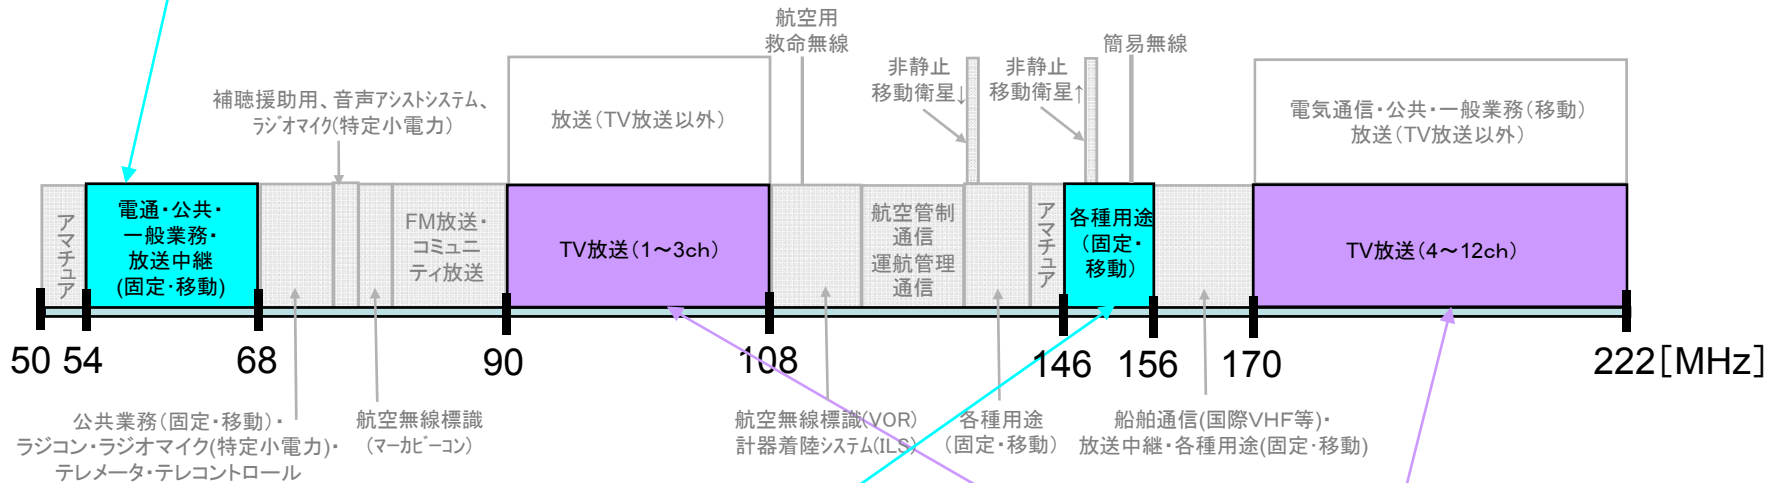 航空用
救命無線
非静止
移動衛星↓
非静止
移動衛星↑
簡易無線
補聴援助用、音声アシストシステム、
ラジオマイク(特定小電力)
放送(TV放送以外)
電気通信・公共・一般業務(移動)
放送(TV放送以外)
アマチュア
電通・公共・
一般業務・
放送中継
(固定・移動)
FM放送・
コミュニ
ティ放送
TV放送(1～3ch)
航空管制
通信
運航管理
通信
アマチュア
各種用途
(固定・
移動)
TV放送(4～12ch)
50 54 68 90 108 146 156 170 222[MHz]
公共業務(固定・移動)・
ラジコン・ラジオマイク(特定小電力)・
テレメータ・テレコントロール
航空無線標識
(マーカビーコン)
航空無線標識(VOR)
計器着陸システム(ILS)
各種用途
(固定・移動)
船舶通信(国際VHF等)・
放送中継・各種用途(固定・移動)